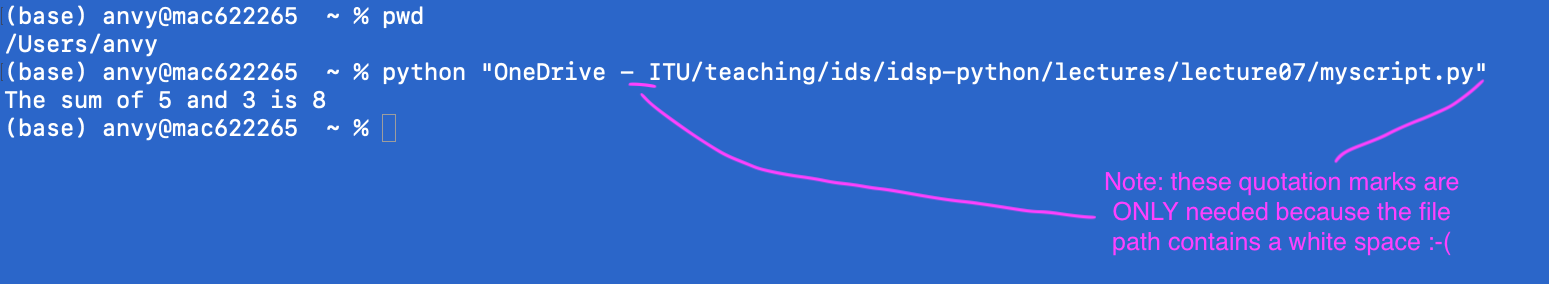 (base) anvy@mac622265  ~ % pwd
/Users/anvy
(base) anvy@mac622265  ~ % python "OneDrive - ITU/teaching/ids/idsp-python/lectures/lecture07/myscript.py"
The sum of 5 and 3 is 8
(base) anvy@mac622265  ~ %
Note: these quotation marks are
ONLY needed because the file
path contains a white space :-(